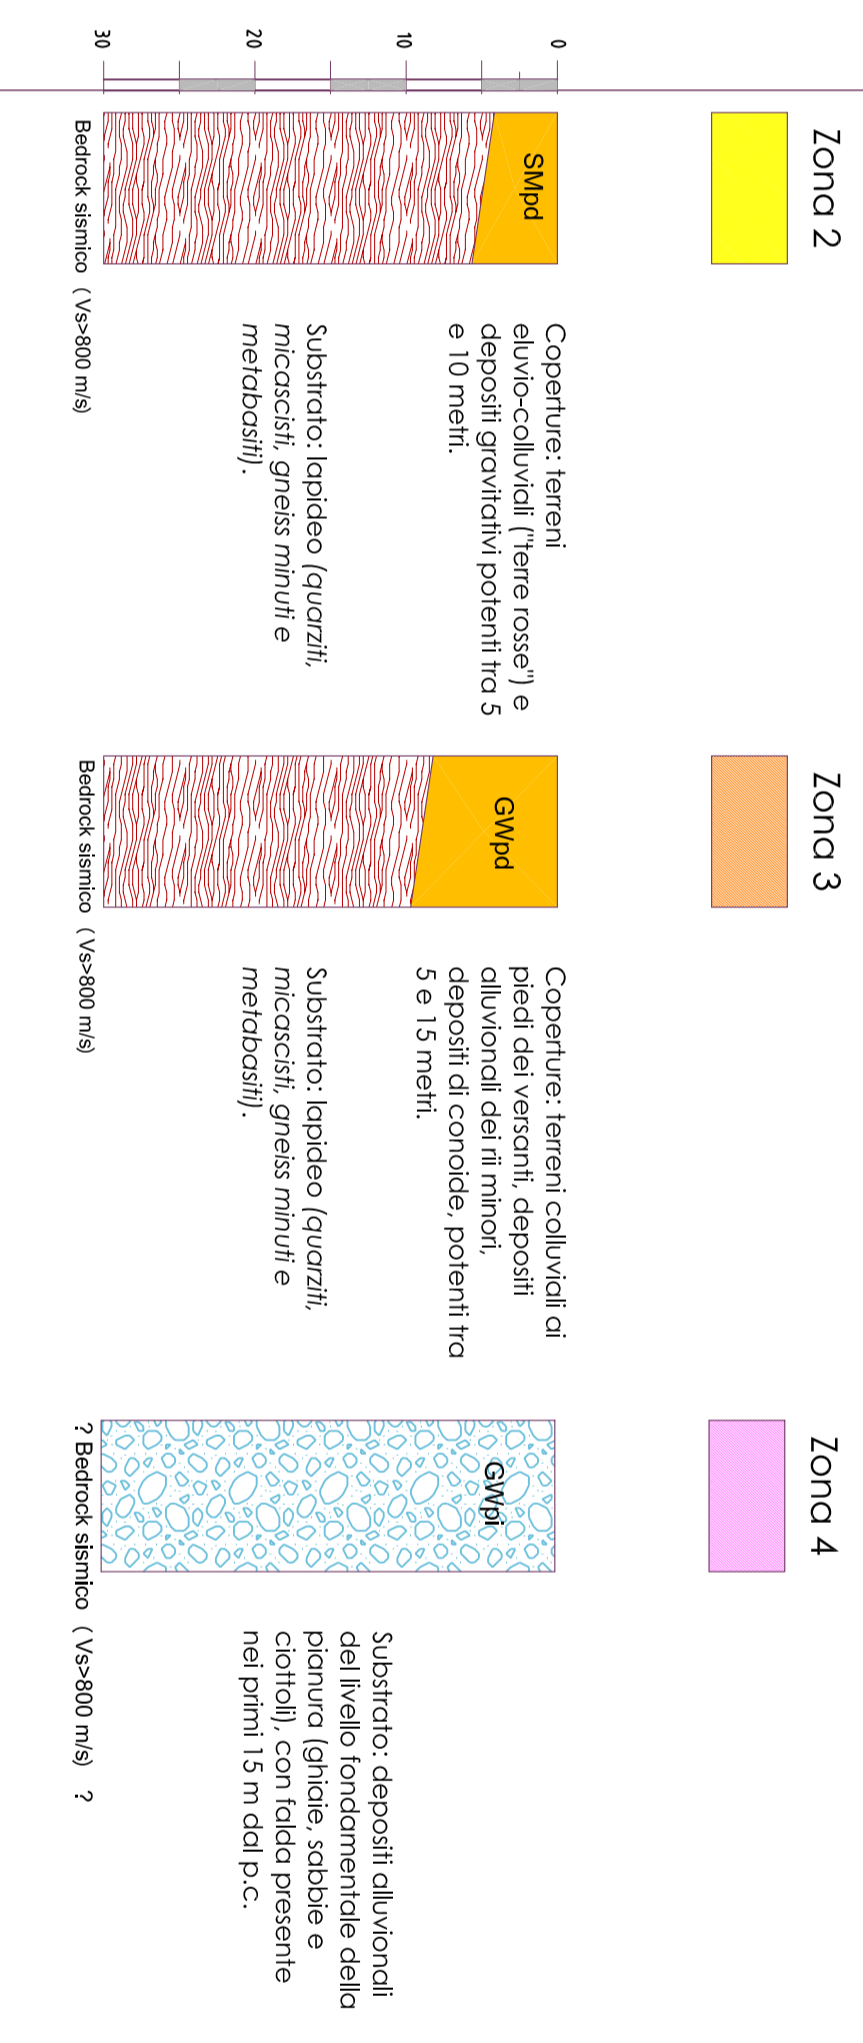 0
10
20
30
Zona 2
SMpd
Coperture: terreni
eluvio-colluviali ("terre rosse") e
depositi gravitativi potenti tra 5
e 10 metri.
Substrato: lapideo (quarziti,
micascisti, gneiss minuti e
metabasiti).
Bedrock sismico ( Vs>800 m/s)
Zona 3
GWpd
Coperture: terreni colluviali ai
piedi dei versanti, depositi
alluvionali dei rii minori,
depositi di conoide, potenti tra
5 e 15 metri.
Substrato: lapideo (quarziti,
micascisti, gneiss minuti e
metabasiti).
Bedrock sismico ( Vs>800 m/s)
Zona 4
GWpi
Substrato: depositi alluvionali
del livello fondamentale della
pianura (ghiaie, sabbie e
ciottoli), con falda presente
nei primi 15 m dal p.c.
? Bedrock sismico ( Vs>800 m/s) ?